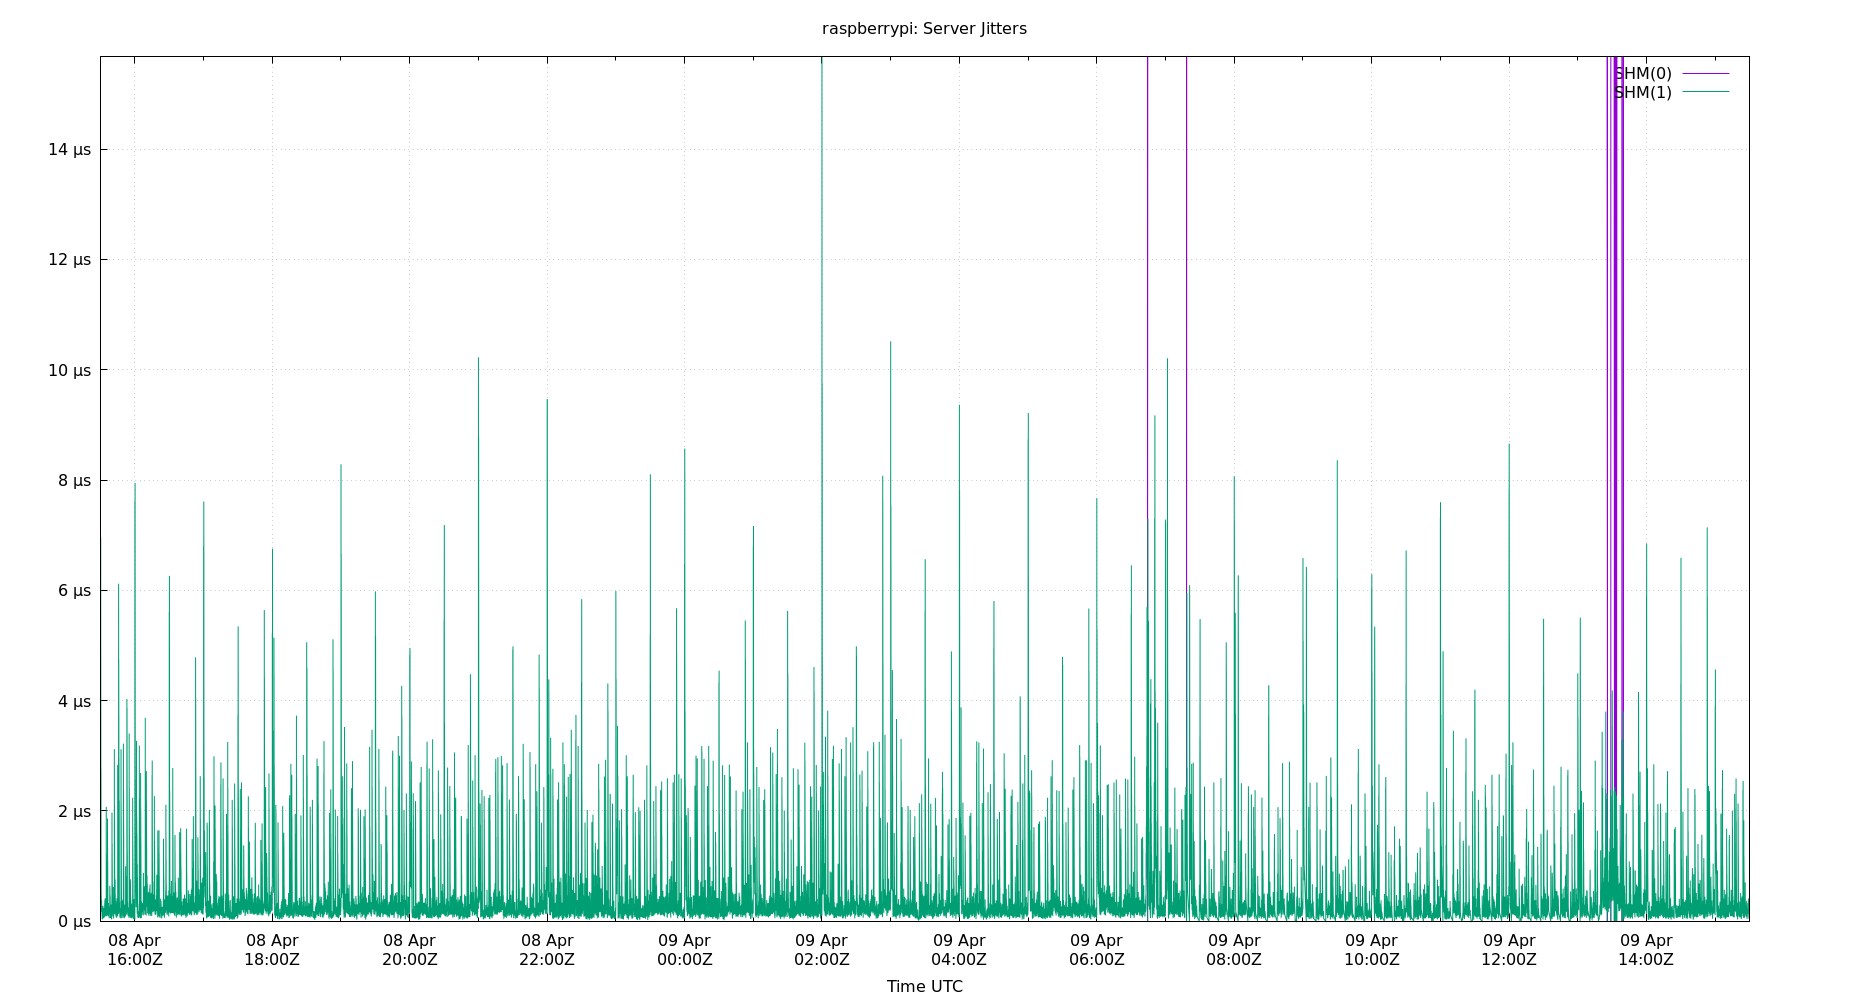 raspberrypi: Server Jitters
SHM(0)
SHM(1)
14 µs
12 µs
10 µs
8 µs
6 µs
4 µs
2 µs
0 µs
08 Apr 08 Apr 08 Apr 08 Apr 09 Apr 09 Apr 09 Apr 09 Apr 09 Apr 09 Apr 09 Apr 09 Apr
16:00Z 18:00Z 20:00Z 22:00Z 00:00Z 02:00Z 04:00Z 06:00Z 08:00Z 10:00Z 12:00Z 14:00Z
Time UTC